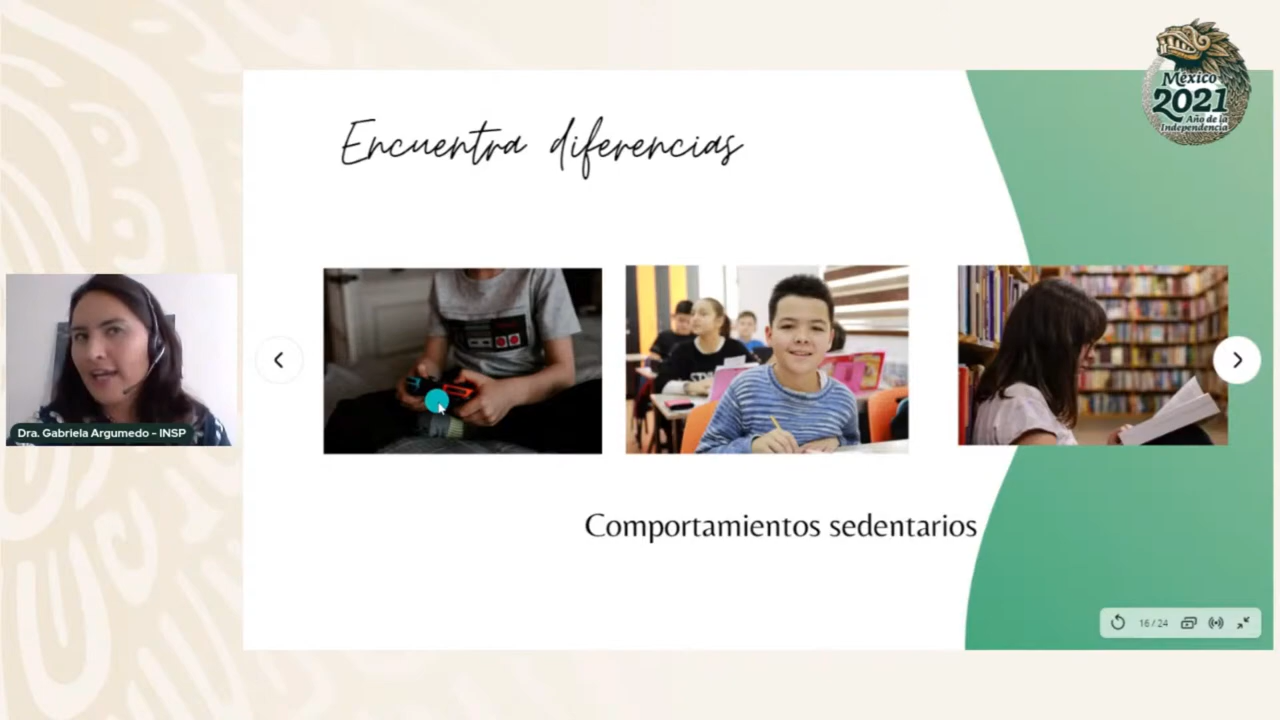 México
2021
Año de la
Independencia
Encuentra diferencias
Dra. Gabriela Argumedo - INSP
Comportamientos sedentarios
16 / 24